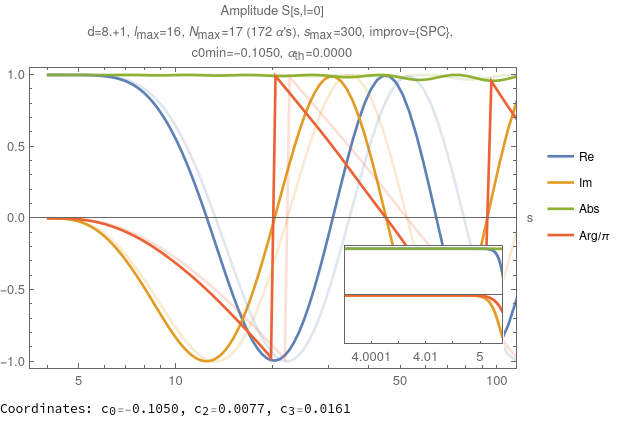 Amplitude S[s,l=0]
d=8.+1, lmax=16, Nmax=17 (172 α's), smax=300, improv={SPC},
c0min=-0.1050, αth=0.0000
1.0
0.5
0.0
-0.5
-1.0
5
10
50
100
s
4.0001
4.01
5
Re
Im
Abs
Arg/π
Coordinates: c0=-0.1050, c2=0.0077, c3=0.0161